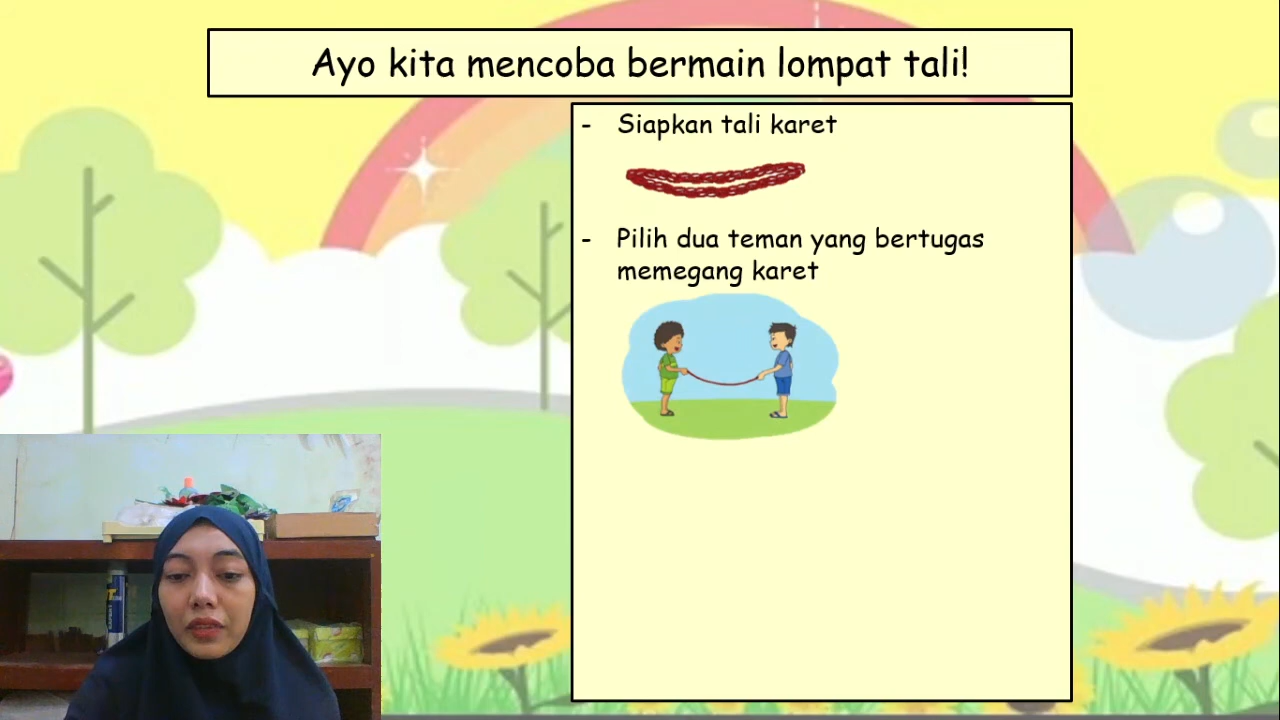 Ayo kita mencoba bermain lompat tali!
- Siapkan tali karet
- Pilih dua teman yang bertugas
memegang karet